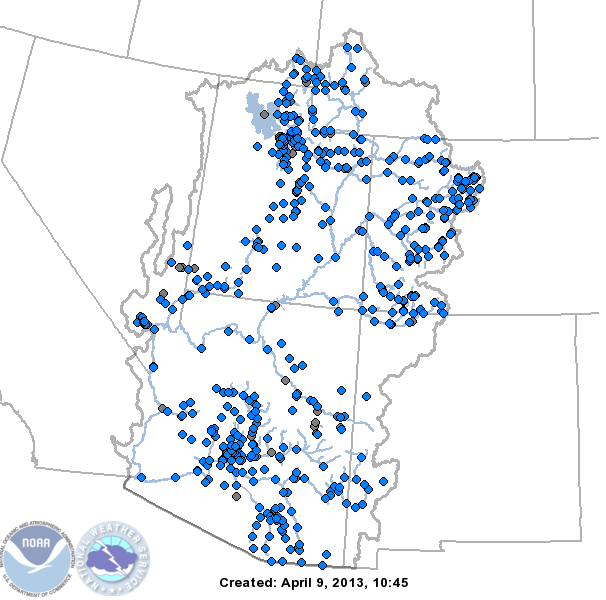 NOAA
NATIONAL OCEANIC AND ATMOSPHERIC ADMINISTRATION
U.S. DEPARTMENT OF COMMERCE
NATIONAL WEATHER SERVICE
Created: April 9, 2013, 10:45